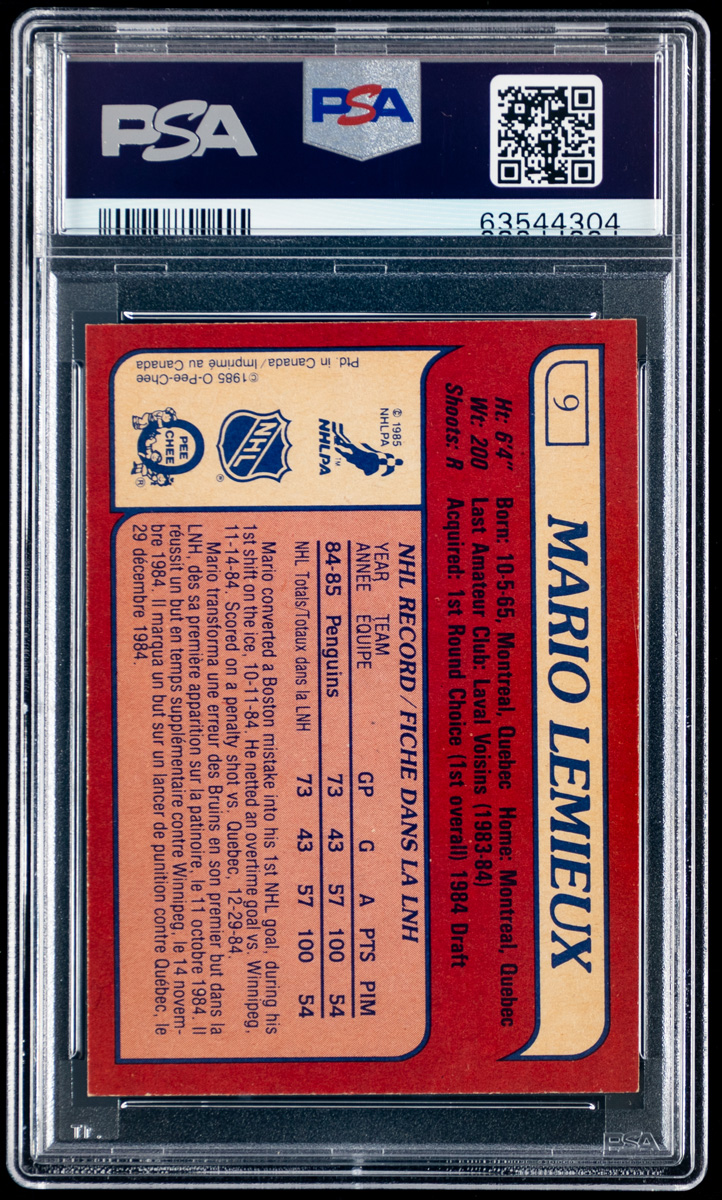 PSA
PSA
63544304
9
MARIO LEMIEUX
Ht: 6'4" Born: 10-5-65, Montreal, Quebec Home: Montreal, Quebec
Wt: 200 Last Amateur Club: Laval Voisins (1983-84)
Shoots: R Acquired: 1st Round Choice (1st overall) 1984 Draft
© 1985
NHLPA
NHLPA™
NHL ®
O PEE CHEE ®
©1985 O-Pee-Chee
Ptd. in Canada/Imprimé au Canada
NHL RECORD/FICHE DANS LA LNH
YEAR TEAM
ANNÉE EQUIPE GP G A PTS PIM
84-85 Penguins 73 43 57 100 54
NHL Totals/Totaux dans la LNH 73 43 57 100 54
Mario converted a Boston mistake into his 1st NHL goal, during his
1st shift on the ice, 10-11-84. He netted an overtime goal vs. Winnipeg,
11-14-84. Scored on a penalty shot vs. Quebec, 12-29-84.
Mario transforma une erreur des Bruins en son premier but dans la
LNH, dès sa première apparition sur la patinoire, le 11 octobre 1984. Il
réussit un but en temps supplémentaire contre Winnipeg, le 14 novem-
bre 1984. Il marqua un but sur un lancer de punition contre Québec, le
29 décembre 1984.
PSA